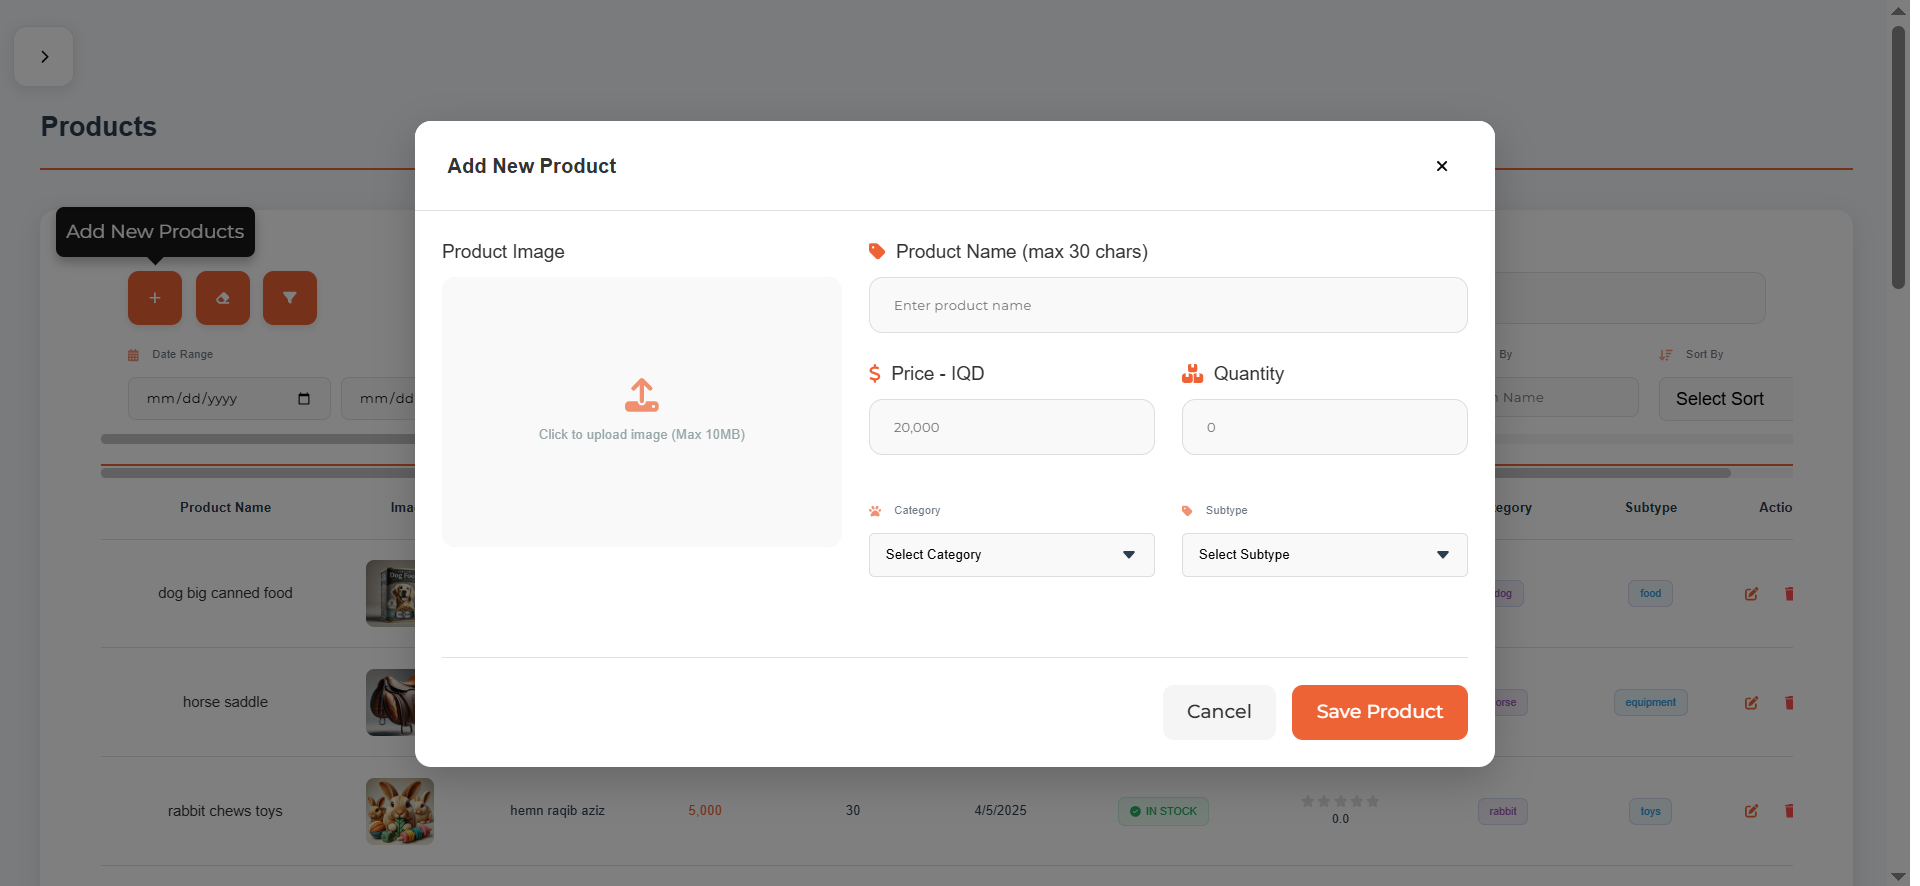 Products
Add New Products
Date Range
mm/dd/yyyy
mm/dd
By
Sort By
Name
Select Sort
Add New Product
Product Image
Click to upload image (Max 10MB)
Product Name (max 30 chars)
Enter product name
Price - IQD
Quantity
20,000
0
Category
Subtype
Select Category
Select Subtype
Cancel
Save Product
Product Name
Ima
egory
Subtype
Actio
dog big canned food
Dog Foo
dog
food
horse saddle
orse
equipment
rabbit chews toys
hemn raqib aziz
5,000
30
4/5/2025
IN STOCK
0.0
rabbit
toys